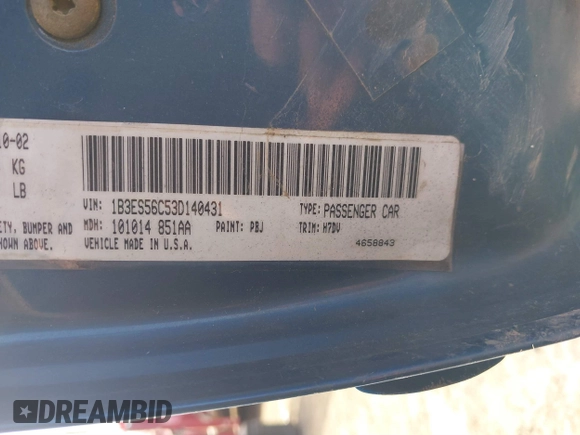 10-02
KG
LB
VIN: 1B3ES56C53D140431 TYPE: PASSENGER CAR
ETY, BUMPER AND MDH: 101014 851AA PAINT: PBJ TRIM: H7DV
HOWN ABOVE. VEHICLE MADE IN U.S.A. 4658843
DREAMBID